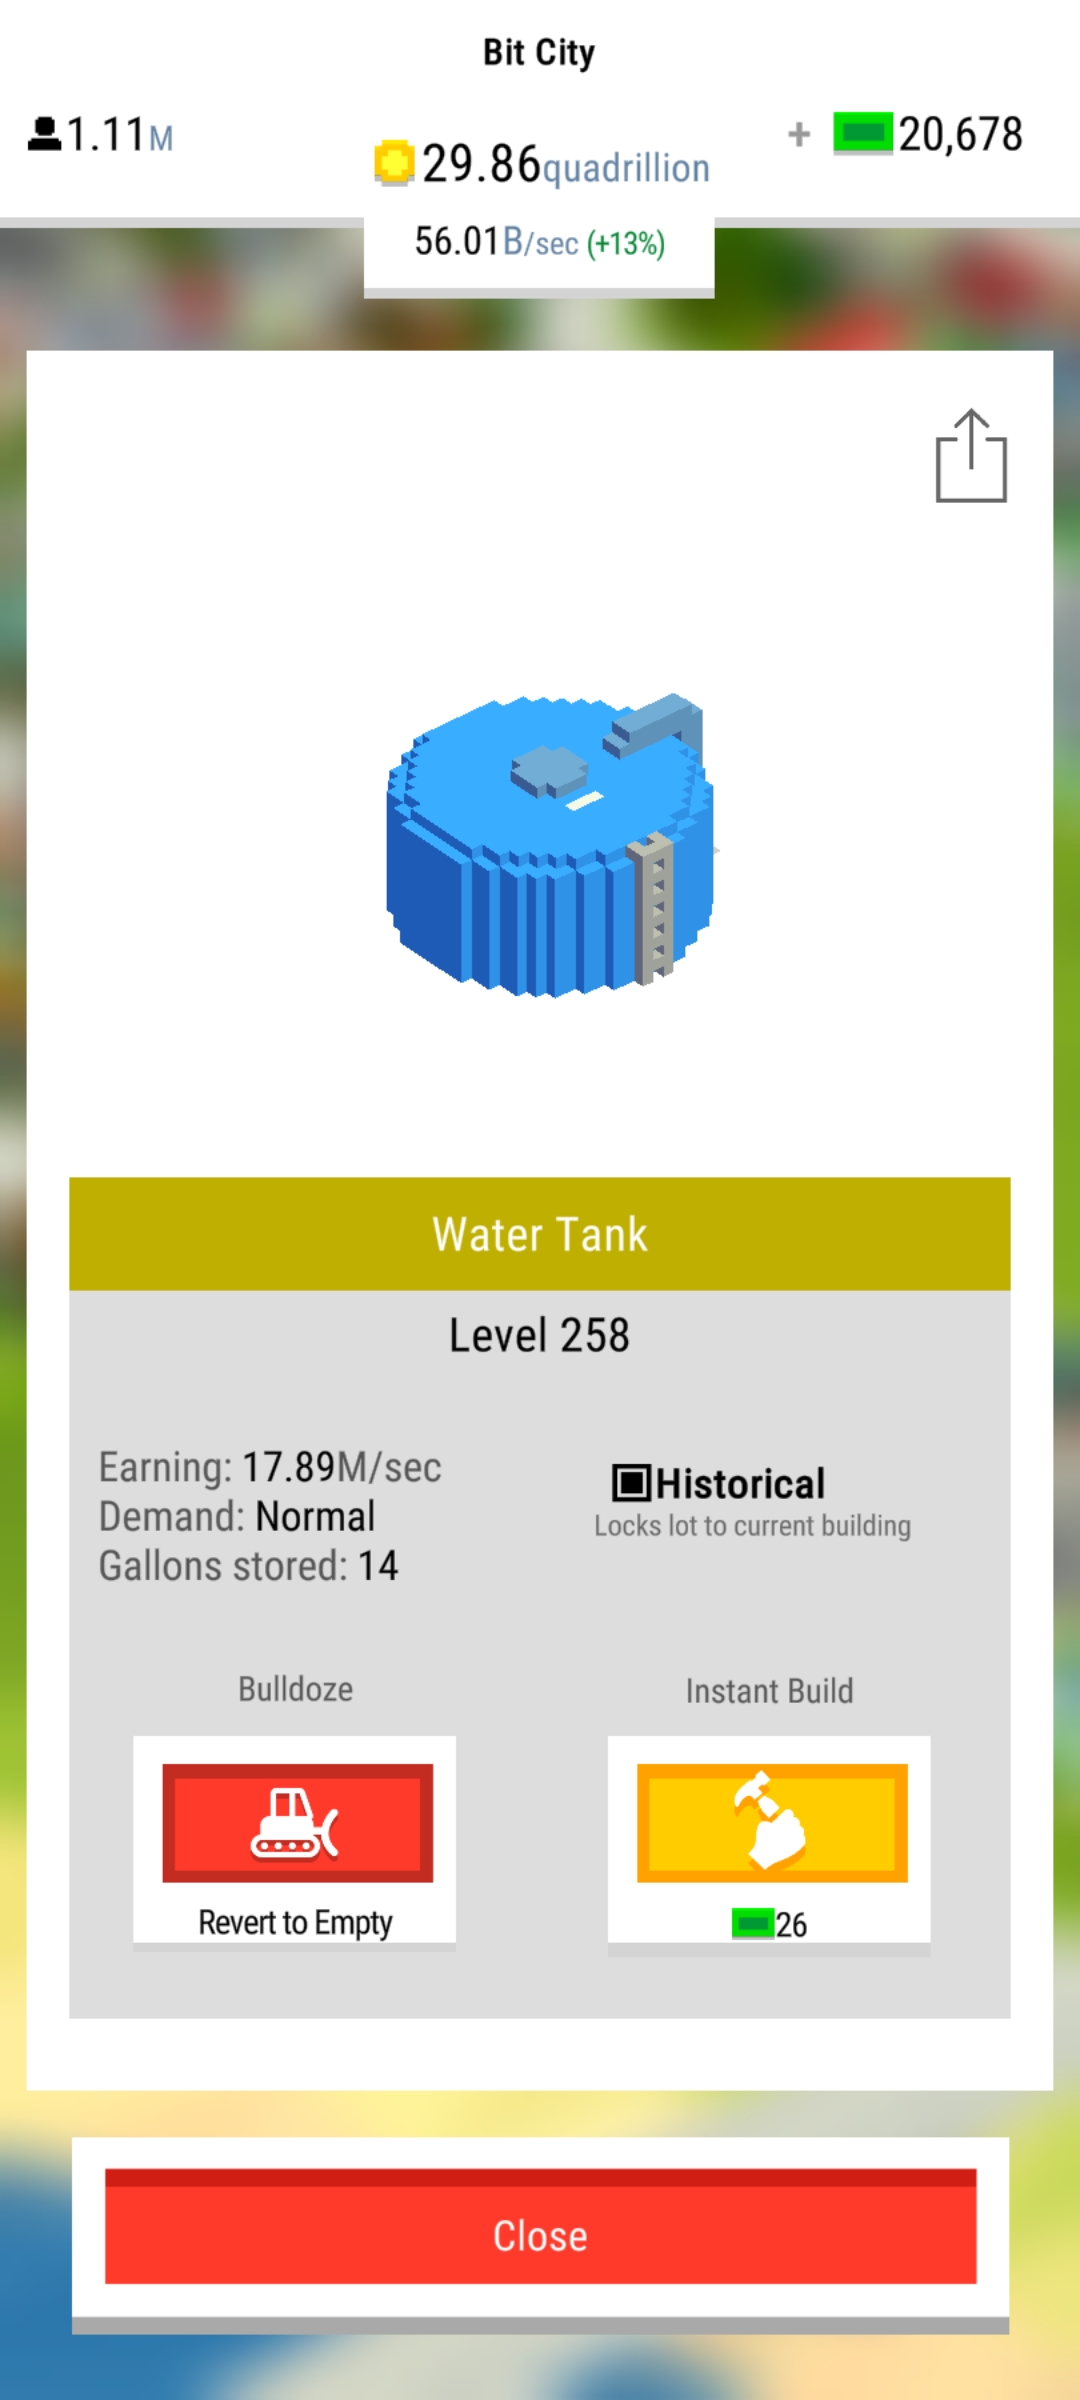 Bit City
1.11M
29.86quadrillion
+ 20,678
56.01B/sec (+13%)
Water Tank
Level 258
Earning: 17.89M/sec
Demand: Normal
Gallons stored: 14
Historical
Locks lot to current building
Bulldoze
Revert to Empty
Instant Build
26
Close